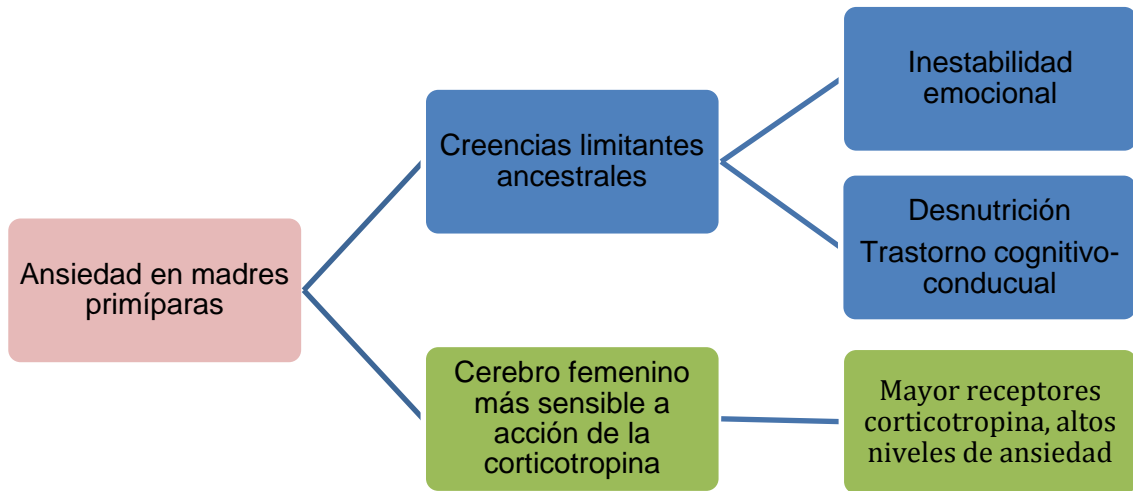 Ansiedad en madres
primíparas
Creencias limitantes
ancestrales
Inestabilidad
emocional
Desnutrición
Trastorno cognitivo-
conducual
Cerebro femenino
más sensible a
acción de la
corticotropina
Mayor receptores
corticotropina, altos
niveles de ansiedad